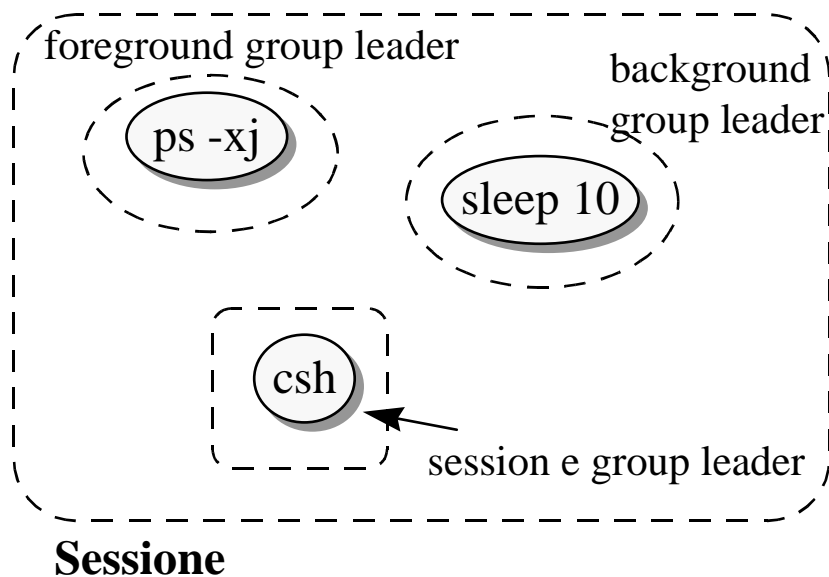 foreground group leader
background
group leader
ps -xj
sleep 10
csh
session e group leader
Sessione